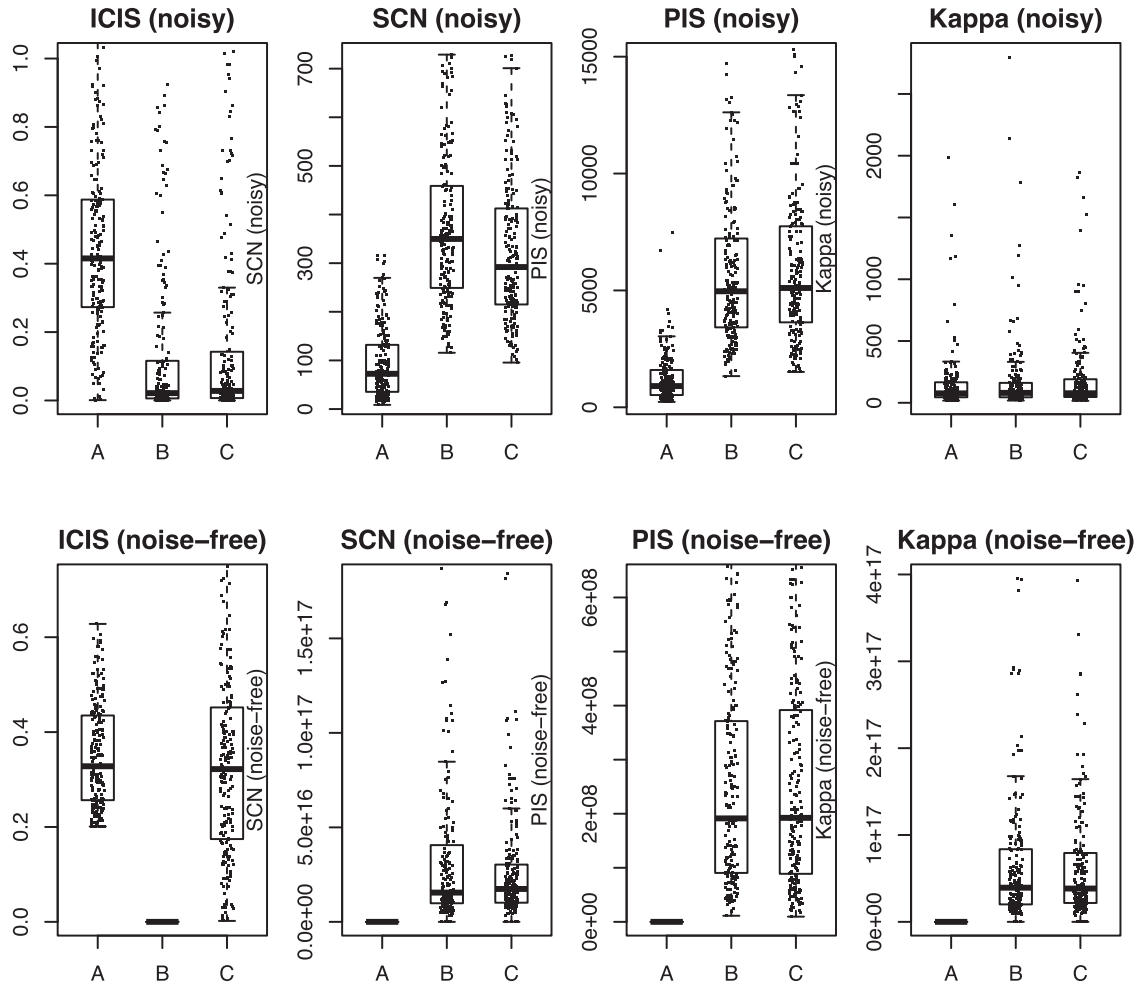 ICIS (noisy) SCN (noisy) PIS (noisy) Kappa (noisy)
1.0
0.8
0.6
0.4
0.2
0.0
A B C
SCN (noisy)
700
500
300
100
0
A B C
PIS (noisy)
15000
10000
5000
0
A B C
Kappa (noisy)
2000
1000
500
0
A B C
ICIS (noise−free) SCN (noise−free) PIS (noise−free) Kappa (noise−free)
0.6
0.4
0.2
0.0
A B C
SCN (noise−free)
1.5e+17
1.0e+17
5.0e+16
0.0e+00
A B C
PIS (noise−free)
6e+08
4e+08
2e+08
0e+00
A B C
Kappa (noise−free)
4e+17
3e+17
2e+17
1e+17
0e+00
A B C